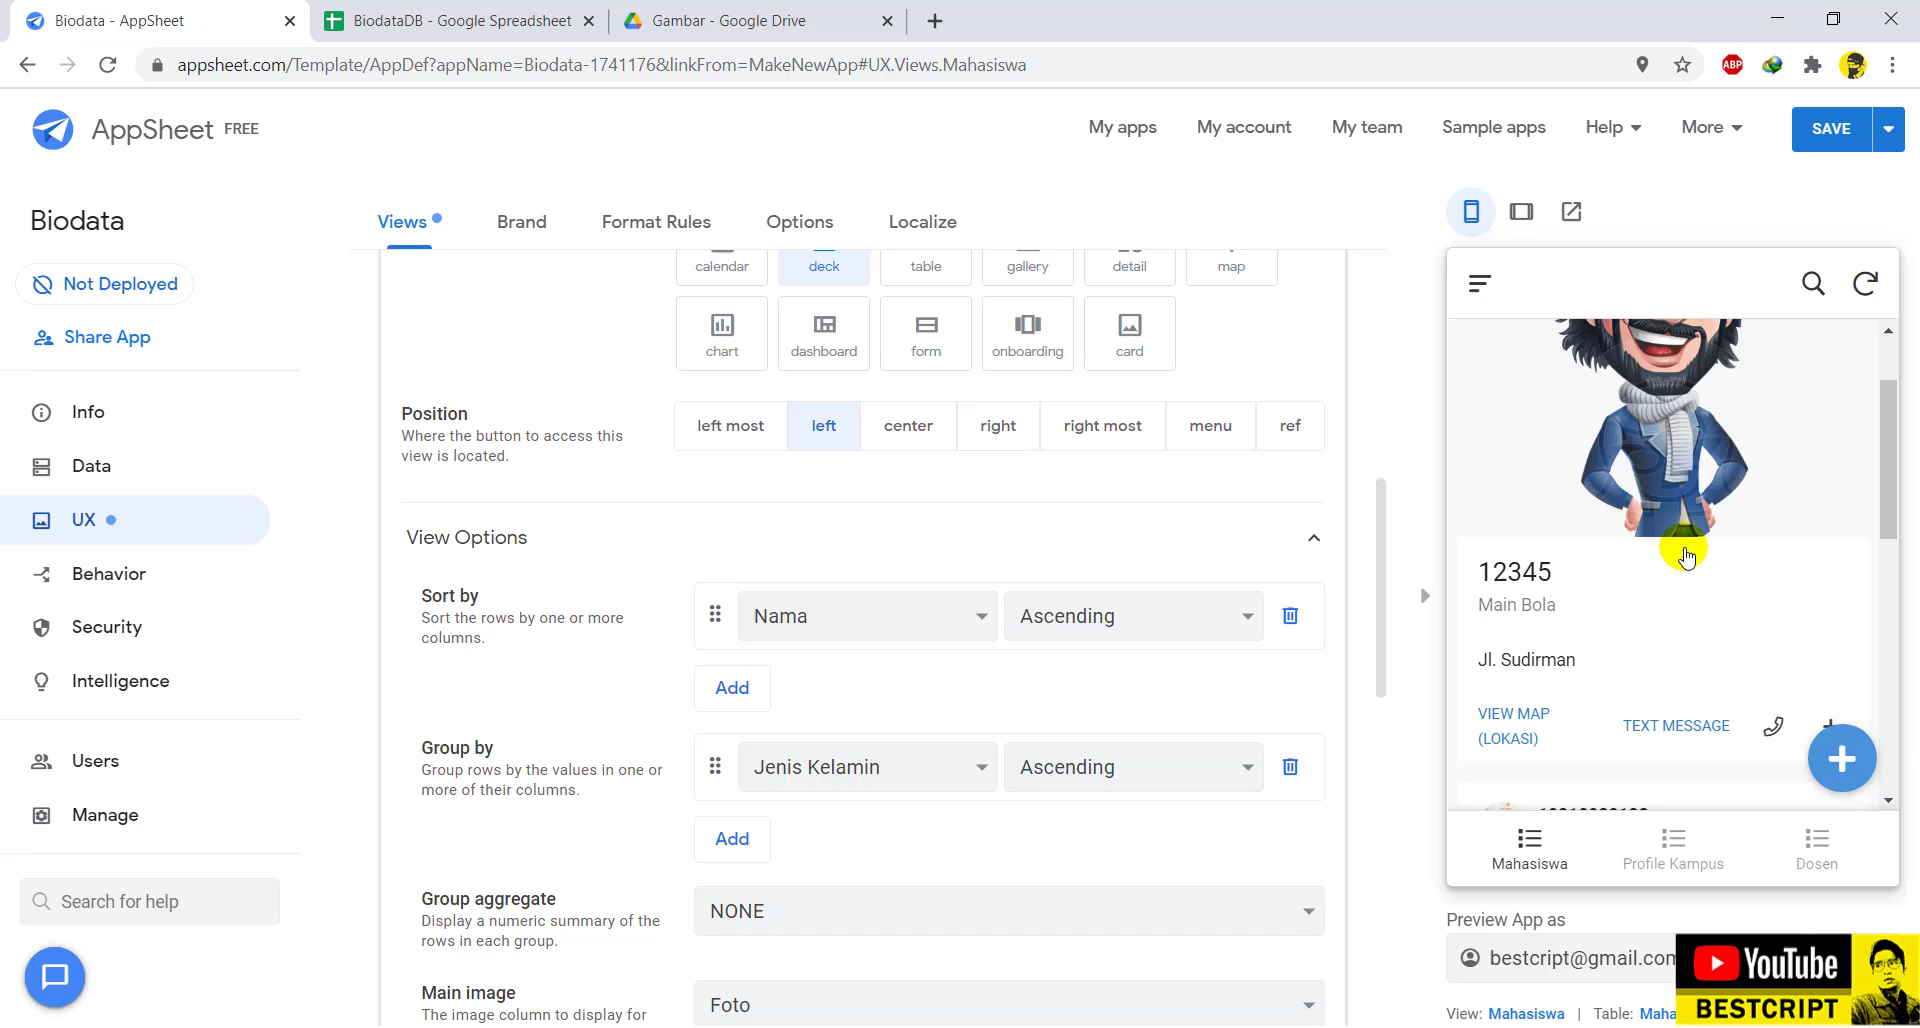 Biodata - AppSheet
BiodataDB - Google Spreadsheet
Gambar - Google Drive
appsheet.com/Template/AppDef?appName=Biodata-1741176&linkFrom=MakeNewApp#UX.Views.Mahasiswa
ABP
AppSheet FREE
My apps
My account
My team
Sample apps
Help
More
SAVE
Biodata
Not Deployed
Share App
Info
Data
UX
Behavior
Security
Intelligence
Users
Manage
Search for help
Views
Brand
Format Rules
Options
Localize
calendar
deck
table
gallery
detail
map
chart
dashboard
form
onboarding
card
Position
Where the button to access this
view is located.
left most
left
center
right
right most
menu
ref
View Options
Sort by
Sort the rows by one or more
columns.
Nama
Ascending
Add
Group by
Group rows by the values in one or
more of their columns.
Jenis Kelamin
Ascending
Add
Group aggregate
Display a numeric summary of the
rows in each group.
NONE
Main image
The image column to display for
Foto
12345
Main Bola
Jl. Sudirman
VIEW MAP
(LOKASI)
TEXT MESSAGE
Mahasiswa
Profile Kampus
Dosen
Preview App as
bestcript@gmail.com
View: Mahasiswa | Table: Maha
YouTube
BESTCRIPT